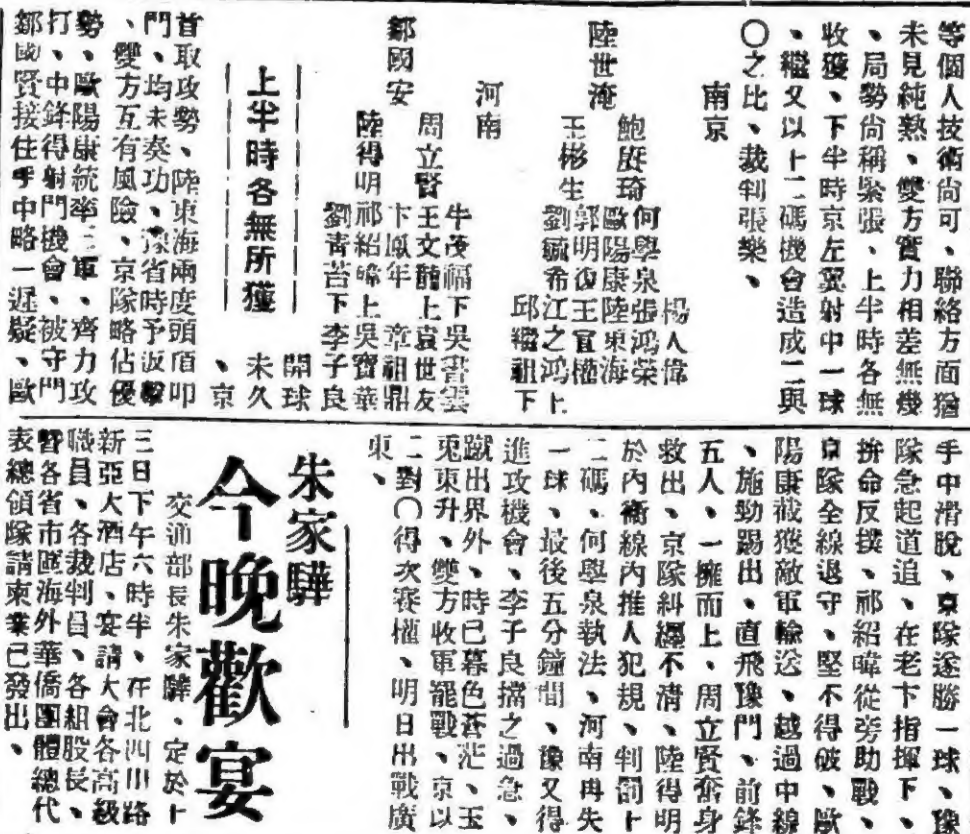 等個人技術尚可、聯絡方面猶
未見純熟、雙方實力相差無幾
、局勢尙稱緊張、上半時各無
收獲、下半時京左翼射中一球
、繼又以十二碼機會造成二與
〇之比、裁判張樂、
南京
楊人偉
何學泉張鴻榮
鮑庭琦歐陽康陸東海
陸世淹郭明復王官權
王彬生劉毓希江之鴻上
邱繼祖下
河南
牛茂福下吳書雲
周立賢王文翰上袁世友
鄒國安卞鳳年章祖鼎
陸得明祁紹暐上吳寶華
劉書苔下李子良
上半時各無所獲
開球未久、京
首取攻勢、陸東海兩度頭頂叩
門、均未奏功、豫省時予返擊
、雙方互有風險、京隊略佔優
勢、歐陽康統率三軍、齊力攻
打、中鋒得射門機會、被守門
鄒國賢接住手中略一遲疑、歐
手中滑脫、京隊遂勝一球、豫
隊急起道追、在老卞指揮下、
拚命反撲、祁紹暐從旁助戰、
京隊全線退守、堅不得破、歐
陽康截獲敵軍輸送、越過中線
、施勁踢出、直飛豫門、前鋒
五人、一擁而上、周立賢奮身
救出、京隊糾纏不清、陸得明
於內衞線內推人犯規、判罰十
二碼、何學泉執法、河南再失
一球、最後五分鐘間、豫又得
進攻機會、李子良擋之過急、
蹴出界外、時已暮色蒼茫、玉
兎東升、雙方收軍罷戰、京以
二對〇得次賽權、明日出戰廣
東、
朱家驊
今晚歡宴
交通部長朱家驊、定於十
三日下午六時半、在北四川路
新亞大酒店、宴請大會各高級
職員、各裁判員、各組股長、
暨各省市區海外華僑團體總代
表總領隊請柬業已發出、